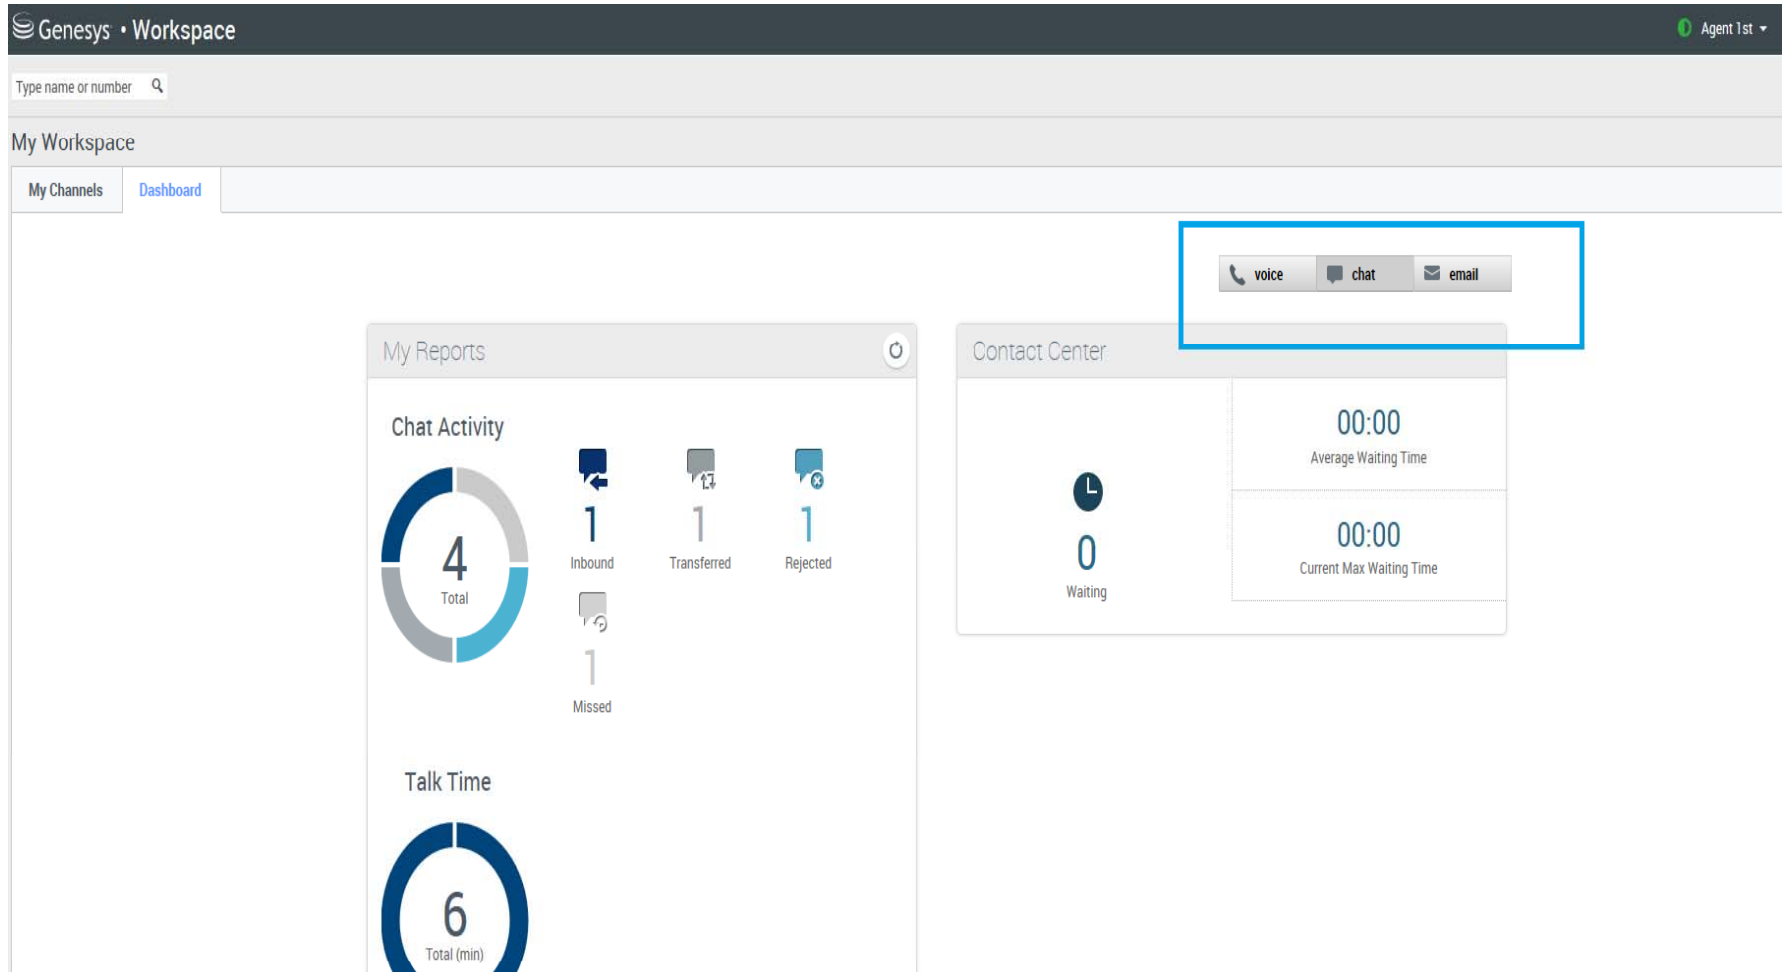 Genesys • Workspace
Agent 1st
Type name or number
My Workspace
My Channels
Dashboard
voice
chat
email
My Reports
Chat Activity
4
Total
1
Inbound
1
Transferred
1
Rejected
1
Missed
Talk Time
6
Total (min)
Contact Center
0
Waiting
00:00
Average Waiting Time
00:00
Current Max Waiting Time